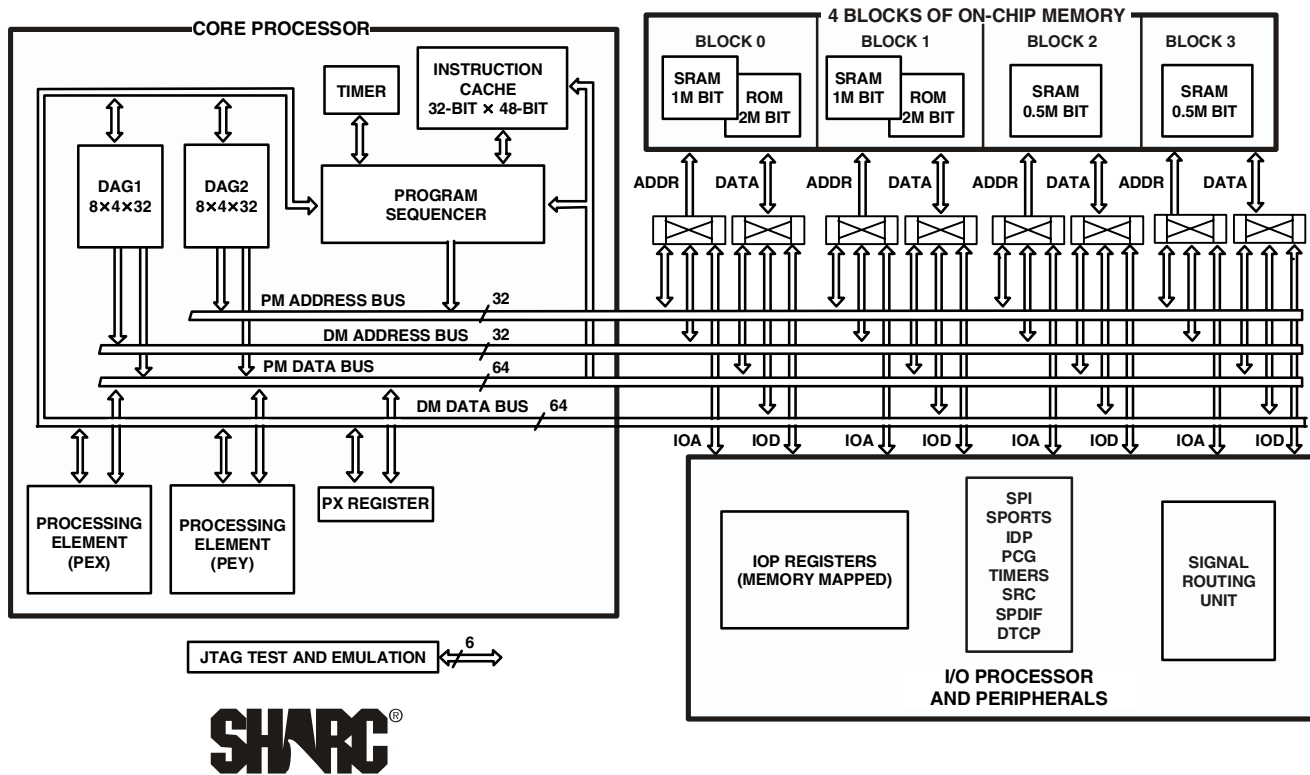 CORE PROCESSOR
TIMER
INSTRUCTION
CACHE
32-BIT × 48-BIT
DAG1
8×4×32
DAG2
8×4×32
PROGRAM
SEQUENCER
PM ADDRESS BUS
32
DM ADDRESS BUS
32
PM DATA BUS
64
DM DATA BUS
64
PROCESSING
ELEMENT
(PEX)
PROCESSING
ELEMENT
(PEY)
PX REGISTER
JTAG TEST AND EMULATION
6
SHARC®
4 BLOCKS OF ON-CHIP MEMORY
BLOCK 0
BLOCK 1
BLOCK 2
BLOCK 3
SRAM
1M BIT
ROM
2M BIT
SRAM
1M BIT
ROM
2M BIT
SRAM
0.5M BIT
SRAM
0.5M BIT
ADDR
DATA
ADDR
DATA
ADDR
DATA
ADDR
DATA
IOA
IOD
IOA
IOD
IOA
IOD
IOA
IOD
IOP REGISTERS
(MEMORY MAPPED)
SPI
SPORTS
IDP
PCG
TIMERS
SRC
SPDIF
DTCP
SIGNAL
ROUTING
UNIT
I/O PROCESSOR
AND PERIPHERALS